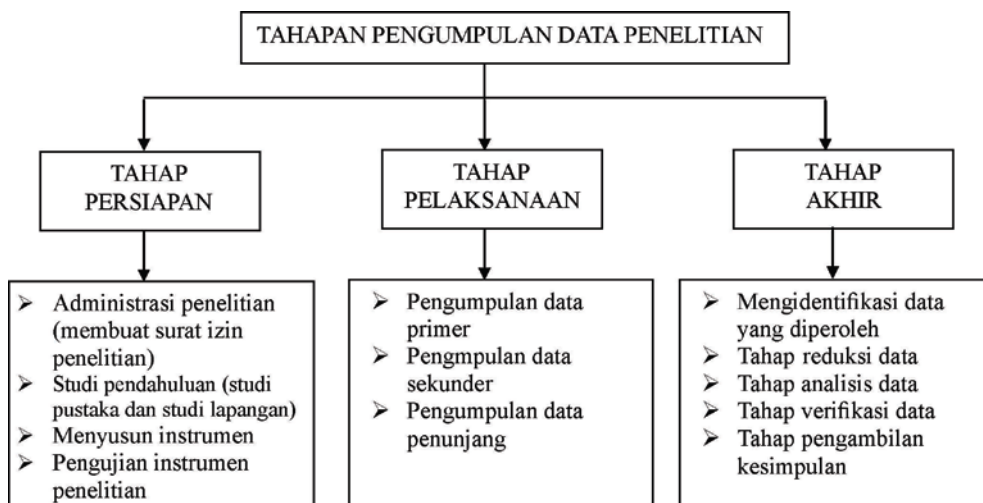 TAHAPAN PENGUMPULAN DATA PENELITIAN
TAHAP
PERSIAPAN
Administrasi penelitian
(membuat surat izin
penelitian)
Studi pendahuluan (studi
pustaka dan studi lapangan)
Menyusun instrumen
Pengujian instrumen
penelitian
TAHAP
PELAKSANAAN
Pengumpulan data
primer
Pengmpulan data
sekunder
Pengumpulan data
penunjang
TAHAP
AKHIR
Mengidentifikasi data
yang diperoleh
Tahap reduksi data
Tahap analisis data
Tahap verifikasi data
Tahap pengambilan
kesimpulan